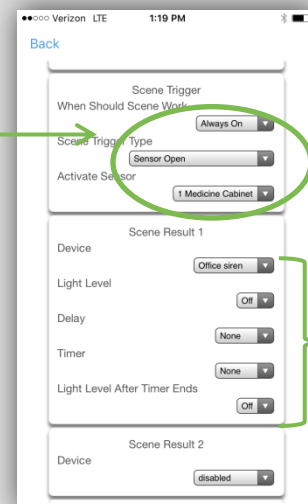 ●●○○○ Verizon LTE 1:19 PM
Back
Scene Trigger
When Should Scene Work
Always On
Scene Trigger Type
Sensor Open
Activate Sensor
1 Medicine Cabinet
Scene Result 1
Device
Office siren
Light Level
Off
Delay
None
Timer
None
Light Level After Timer Ends
Off
Scene Result 2
Device
disabled